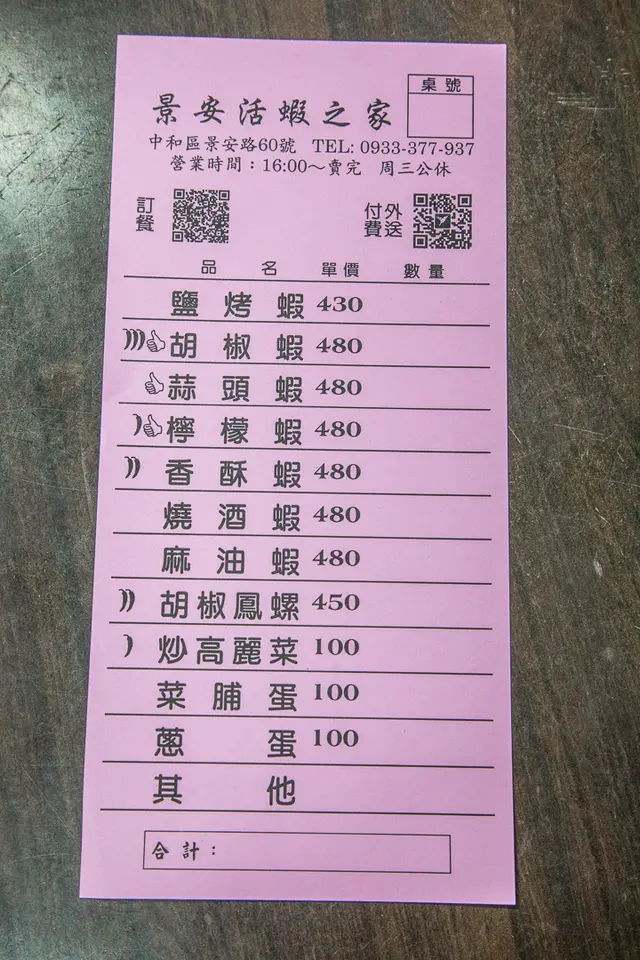 桌號
景安活蝦之家
中和區景安路60號 TEL: 0933-377-937
營業時間：16:00～賣完 周三公休
訂餐
外送付費
品名 單價 數量
鹽烤蝦 430
胡椒蝦 480
蒜頭蝦 480
檸檬蝦 480
香酥蝦 480
燒酒蝦 480
麻油蝦 480
胡椒鳳螺 450
炒高麗菜 100
菜脯蛋 100
蔥蛋 100
其他
合計：